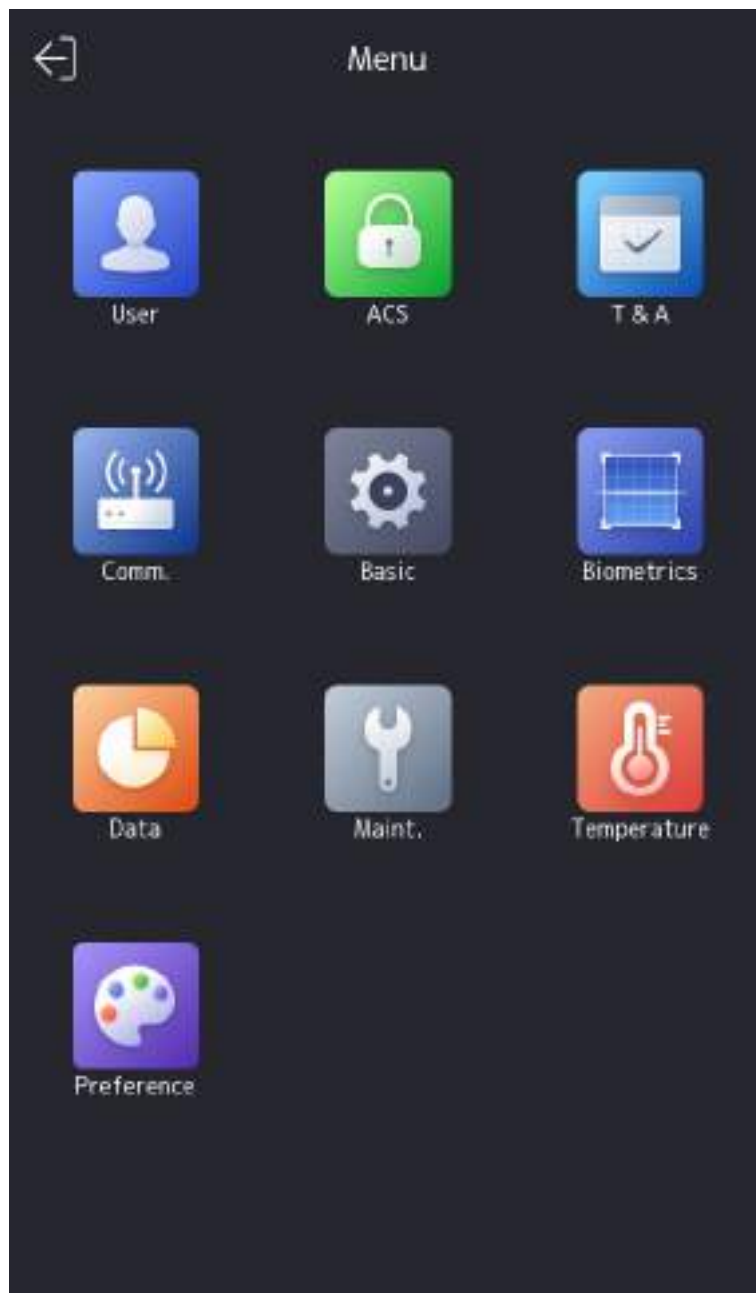 Menu
User
ACS
T & A
Comm.
Basic
Biometrics
Data
Maint.
Temperature
Preference